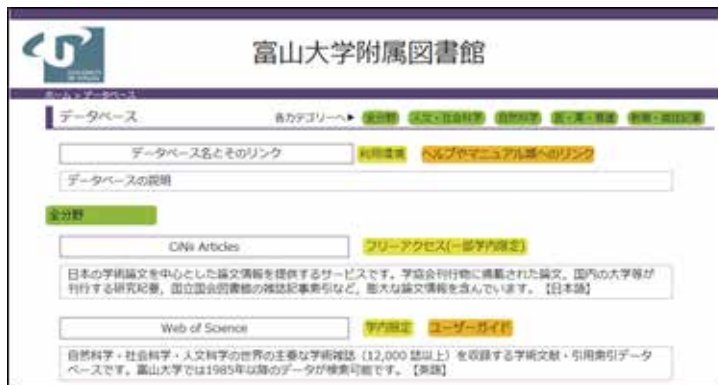 富山大学附属図書館
ホーム > データベース
データベース
各カテゴリーへ▶ 全分野 人文・社会科学 自然科学 医・薬・看護 新聞・雑誌記事
データベース名とそのリンク 利用環境 ヘルプやマニュアル類へのリンク
データベースの説明
全分野
CiNii Articles フリーアクセス(一部学内限定)
日本の学術論文を中心とした論文情報を提供するサービスです。学協会刊行物に掲載された論文、国内の大学等が
刊行する研究紀要、国立国会図書館の雑誌記事索引など、膨大な論文情報を含んでいます。【日本語】
Web of Science 学内限定 ユーザーガイド
自然科学・社会科学・人文科学の世界の主要な学術雑誌（12,000 誌以上）を収録する学術文献・引用索引データ
ベースです。富山大学では1985年以降のデータが検索可能です。【英語】